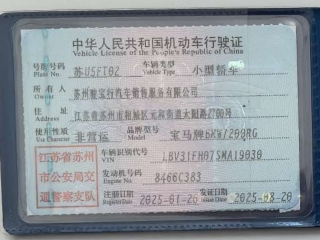 中华人民共和国机动车行驶证
Vehicle License of the People's Republic of China
号牌号码 苏U5FT02 车辆类型 小型轿车
Plate No. Vehicle Type
所有人 苏州骏宝行汽车销售服务有限公司
Owner
住址 江苏省苏州市相城区元和街道太阳路2700号
Address
使用性质 非营运 品牌型号 宝马牌BMW7200RG
Use Character Model
江苏省苏州市公安局交通警察支队
车辆识别代号 LBV31FH07SMA19030
VIN
发动机号码 8466C383
Engine No.
注册日期 2025-01-26 发证日期 2025-08-20
Register Date Issue Date